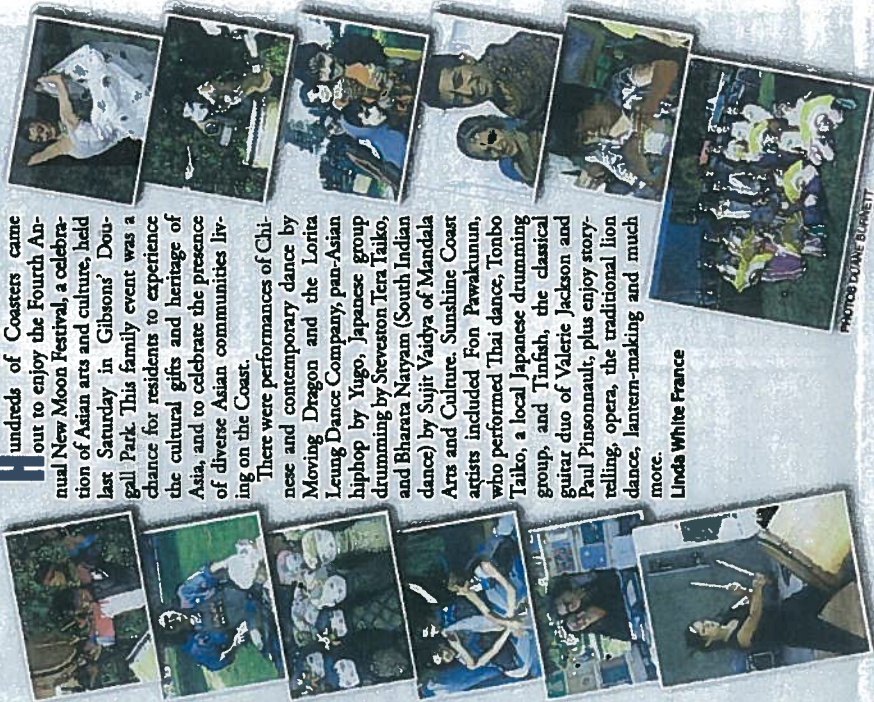 Hundreds of Coasters came
out to enjoy the Fourth An-
nual New Moon Festival, a celebra-
tion of Asian arts and culture, held
last Saturday in Gibsons' Dou-
gall Park. This family event was a
chance for residents to experience
the cultural gifts and heritage of
Asia, and to celebrate the presence
of diverse Asian communities liv-
ing on the Coast.
There were performances of Chi-
nese and contemporary dance by
Moving Dragon and the Lorita
Leung Dance Company, pan-Asian
hiphop by Yugo, Japanese group
drumming by Steveston Tera Taiko,
and Bharata Natyam (South Indian
dance) by Sujit Vaidya of Mandala
Arts and Culture. Sunshine Coast
artists included Fon Pawakunun,
who performed Thai dance, Tonbo
Taiko, a local Japanese drumming
group, and Tinfish, the classical
guitar duo of Valerie Jackson and
Paul Pinsonnault, plus enjoy story-
telling, opera, the traditional lion
dance, lantern-making and much
more.
Linda White France
PHOTOS DUANE BURNETT